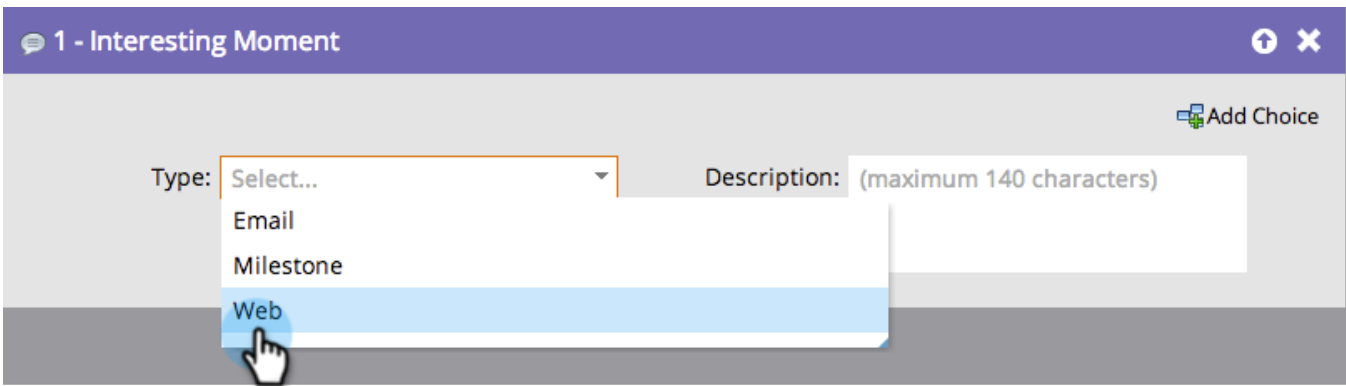 1 - Interesting Moment
Add Choice
Type: Select... Description: (maximum 140 characters)
Email
Milestone
Web